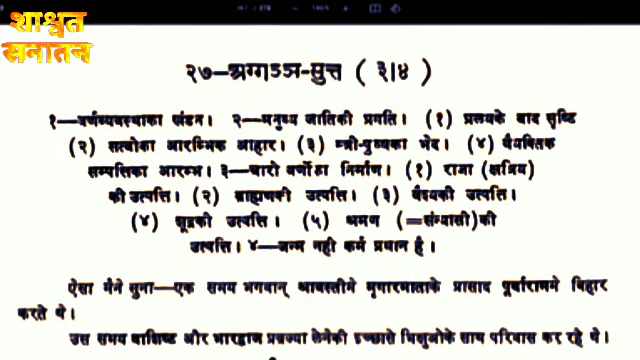 शाश्वत
सनातन
२७—अग्गञ्ञ-सुत्त ( ३।४ )
१—वर्णव्यवस्थाका खंडन। २—मनुष्य जातिकी प्रगति। (१) प्रलयके बाद सृष्टि
(२) सत्वोंका आरम्भिक आहार। (३) स्त्री-पुरुषका भेद। (४) वैयक्तिक
सम्पत्तिका आरम्भ। ३—चारो वर्णोंका निर्माण। (१) राजा (क्षत्रिय)
की उत्पत्ति। (२) ब्राह्मणकी उत्पत्ति। (३) वैश्यकी उत्पत्ति।
(४) शूद्रकी उत्पत्ति। (५) श्रमण (=संन्यासी)की
उत्पत्ति। ४—जन्म नही कर्म प्रधान है।
ऐसा मैने सुना—एक समय भगवान् श्रावस्तीमे मृगारमाताके प्रासाद पूर्वाराममे विहार
करते थे।
उस समय वाशिष्ट और भारद्वाज प्रव्रज्या लेनेकी इच्छासे भिक्षुओके साथ परिवास कर रहे थे।